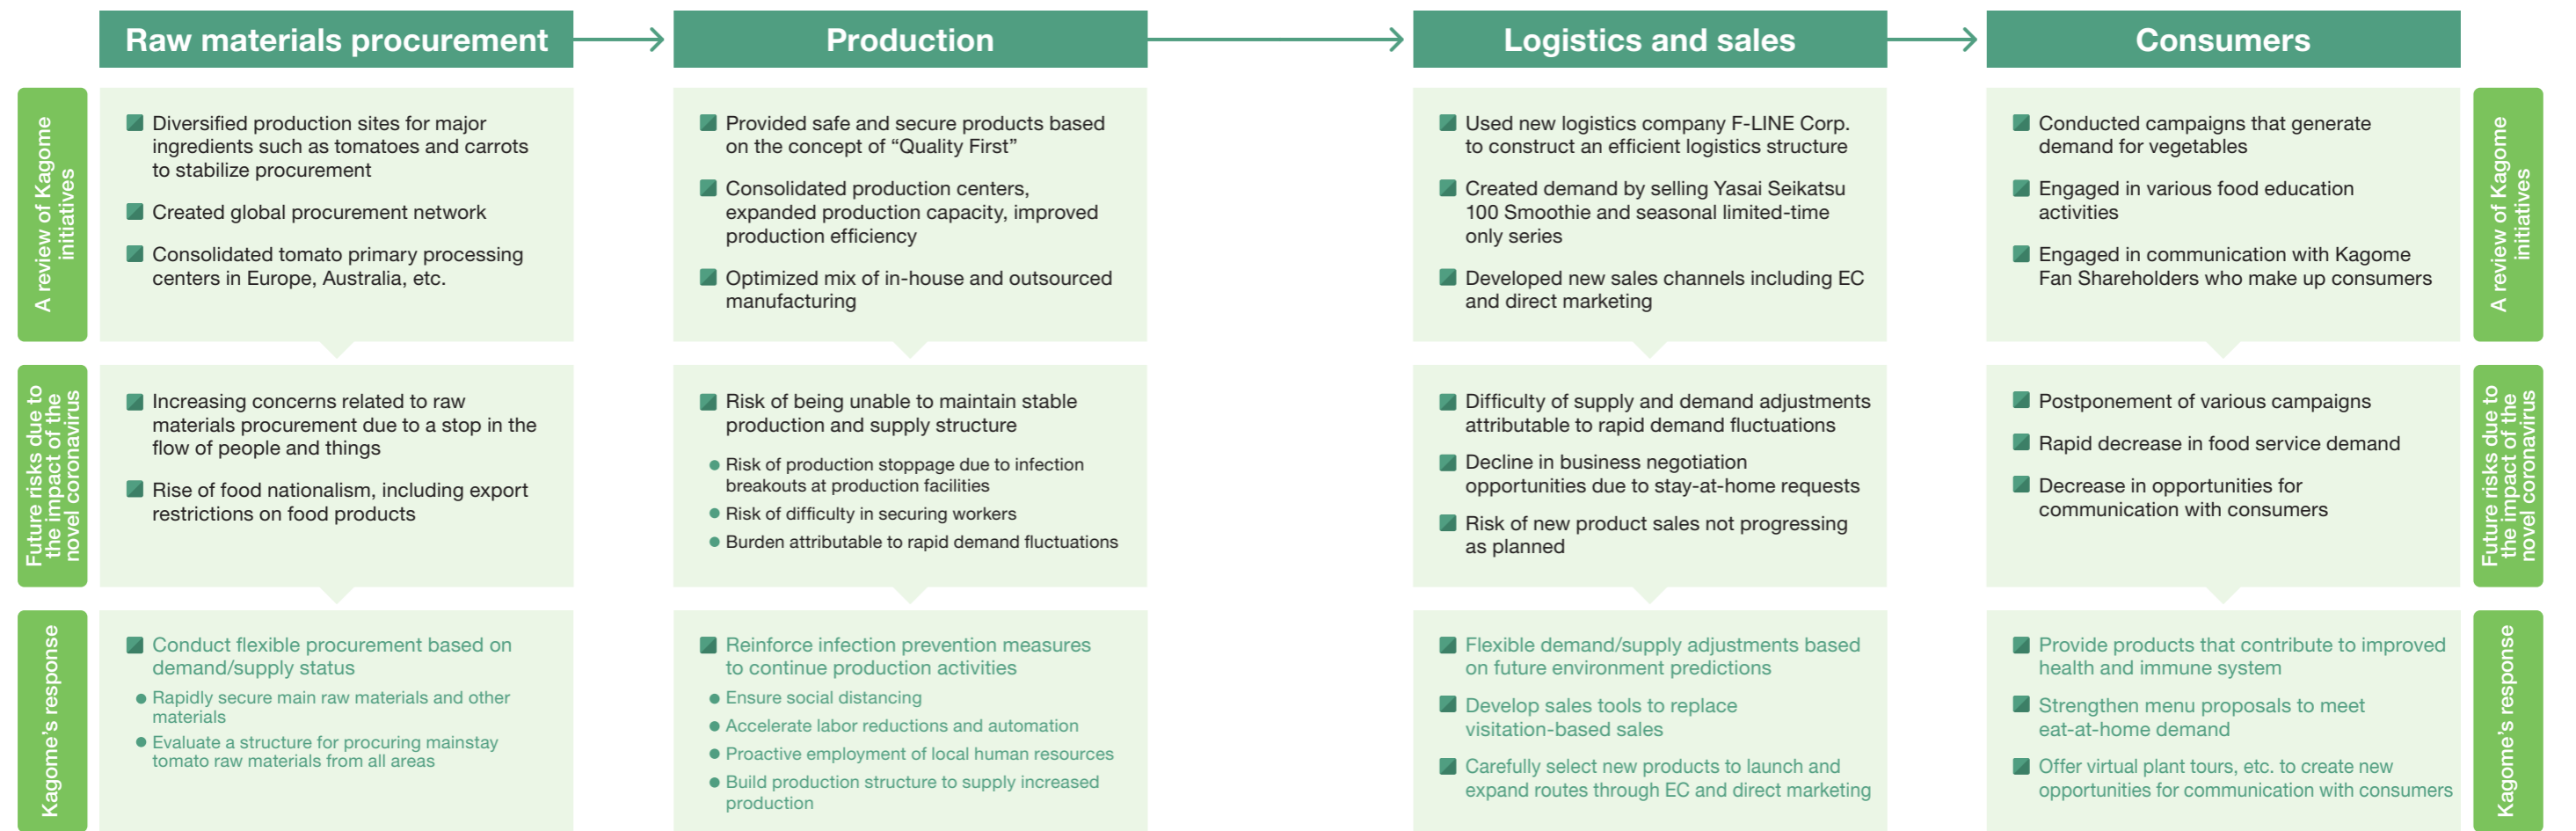 Raw materials procurement
Production
Logistics and sales
Consumers
A review of Kagome
initiatives
Diversified production sites for major
ingredients such as tomatoes and carrots
to stabilize procurement
Created global procurement network
Consolidated tomato primary processing
centers in Europe, Australia, etc.
Provided safe and secure products based
on the concept of “Quality First”
Consolidated production centers,
expanded production capacity, improved
production efficiency
Optimized mix of in-house and outsourced
manufacturing
Used new logistics company F-LINE Corp.
to construct an efficient logistics structure
Created demand by selling Yasai Seikatsu
100 Smoothie and seasonal limited-time
only series
Developed new sales channels including EC
and direct marketing
Conducted campaigns that generate
demand for vegetables
Engaged in various food education
activities
Engaged in communication with Kagome
Fan Shareholders who make up consumers
A review of Kagome
initiatives
Future risks due to
the impact of the
novel coronavirus
Increasing concerns related to raw
materials procurement due to a stop in the
flow of people and things
Rise of food nationalism, including export
restrictions on food products
Risk of being unable to maintain stable
production and supply structure
Risk of production stoppage due to infection
breakouts at production facilities
Risk of difficulty in securing workers
Burden attributable to rapid demand fluctuations
Difficulty of supply and demand adjustments
attributable to rapid demand fluctuations
Decline in business negotiation
opportunities due to stay-at-home requests
Risk of new product sales not progressing
as planned
Postponement of various campaigns
Rapid decrease in food service demand
Decrease in opportunities for
communication with consumers
Future risks due to
the impact of the
novel coronavirus
Kagome’s response
Conduct flexible procurement based on
demand/supply status
Rapidly secure main raw materials and other
materials
Evaluate a structure for procuring mainstay
tomato raw materials from all areas
Reinforce infection prevention measures
to continue production activities
Ensure social distancing
Accelerate labor reductions and automation
Proactive employment of local human resources
Build production structure to supply increased
production
Flexible demand/supply adjustments based
on future environment predictions
Develop sales tools to replace
visitation-based sales
Carefully select new products to launch and
expand routes through EC and direct marketing
Provide products that contribute to improved
health and immune system
Strengthen menu proposals to meet
eat-at-home demand
Offer virtual plant tours, etc. to create new
opportunities for communication with consumers
Kagome’s response